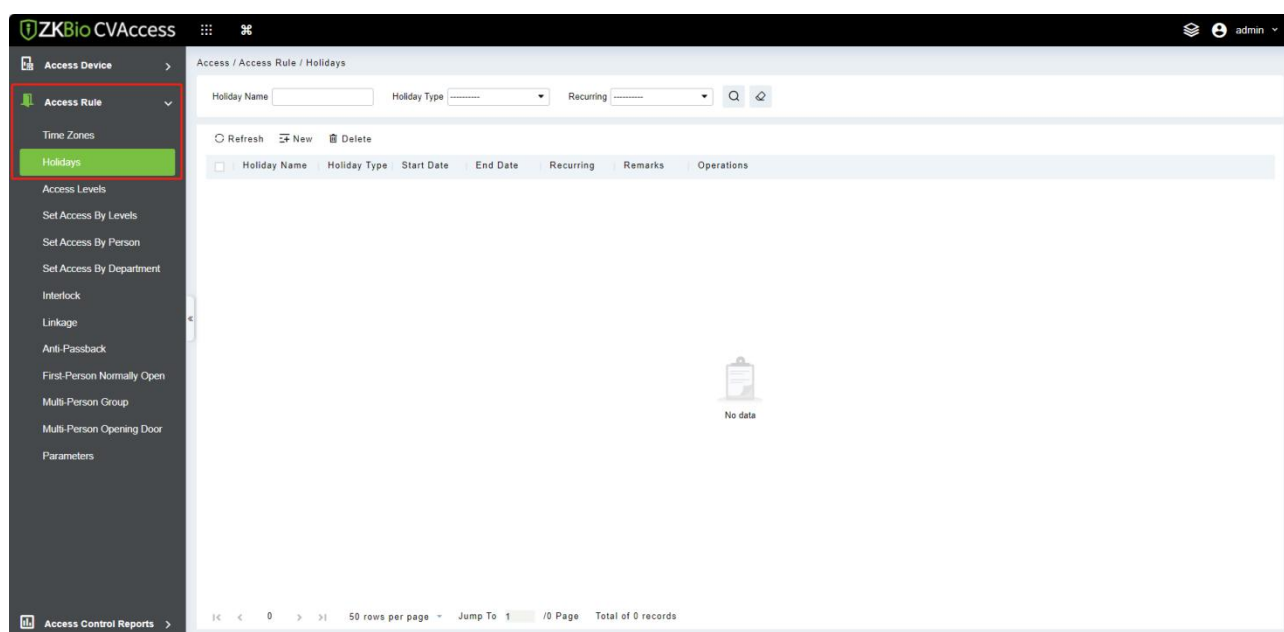 ZKBio CVAccess
admin
Access Device
Access / Access Rule / Holidays
Access Rule
Holiday Name
Holiday Type ----------
Recurring ----------
Time Zones
Refresh New Delete
Holidays
Holiday Name Holiday Type Start Date End Date Recurring Remarks Operations
Access Levels
Set Access By Levels
Set Access By Person
Set Access By Department
Interlock
Linkage
Anti-Passback
First-Person Normally Open
Multi-Person Group
No data
Multi-Person Opening Door
Parameters
Access Control Reports
|< < 0 > >| 50 rows per page Jump To 1 /0 Page Total of 0 records